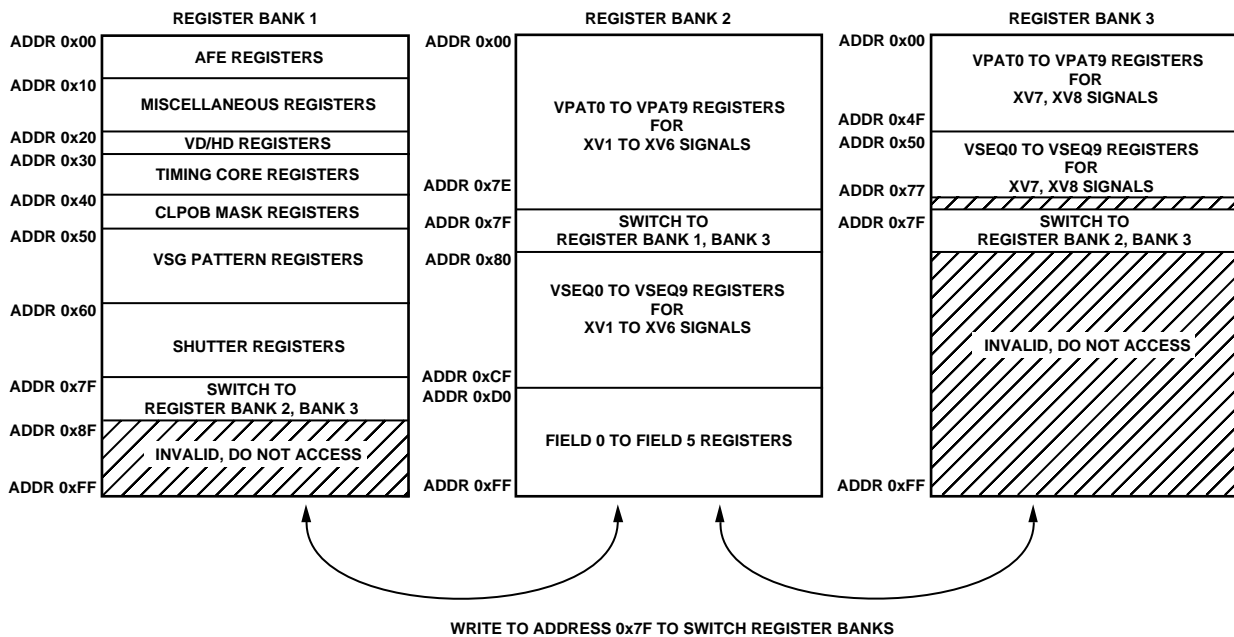 REGISTER BANK 1
ADDR 0x00
AFE REGISTERS
ADDR 0x10
MISCELLANEOUS REGISTERS
ADDR 0x20
VD/HD REGISTERS
ADDR 0x30
TIMING CORE REGISTERS
ADDR 0x40
CLPOB MASK REGISTERS
ADDR 0x50
VSG PATTERN REGISTERS
ADDR 0x60
SHUTTER REGISTERS
ADDR 0x7F
SWITCH TO
REGISTER BANK 2, BANK 3
ADDR 0x8F
INVALID, DO NOT ACCESS
ADDR 0xFF
REGISTER BANK 2
ADDR 0x00
VPAT0 TO VPAT9 REGISTERS
FOR
XV1 TO XV6 SIGNALS
ADDR 0x7E
ADDR 0x7F
SWITCH TO
REGISTER BANK 1, BANK 3
ADDR 0x80
VSEQ0 TO VSEQ9 REGISTERS
FOR
XV1 TO XV6 SIGNALS
ADDR 0xCF
ADDR 0xD0
FIELD 0 TO FIELD 5 REGISTERS
ADDR 0xFF
REGISTER BANK 3
ADDR 0x00
VPAT0 TO VPAT9 REGISTERS
FOR
XV7, XV8 SIGNALS
ADDR 0x4F
ADDR 0x50
VSEQ0 TO VSEQ9 REGISTERS
FOR
XV7, XV8 SIGNALS
ADDR 0x77
ADDR 0x7F
SWITCH TO
REGISTER BANK 2, BANK 3
INVALID, DO NOT ACCESS
ADDR 0xFF
WRITE TO ADDRESS 0x7F TO SWITCH REGISTER BANKS